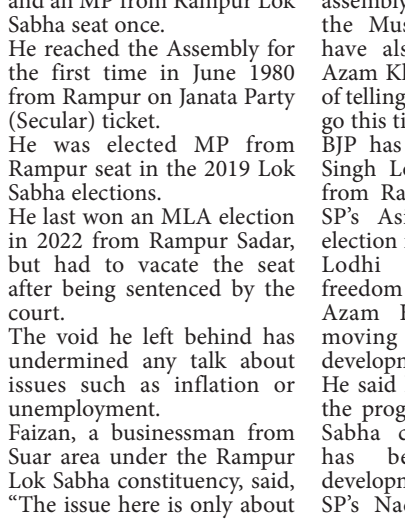 and an MP from Rampur Lok
Sabha seat once.
He reached the Assembly for
the first time in June 1980
from Rampur on Janata Party
(Secular) ticket.
He was elected MP from
Rampur seat in the 2019 Lok
Sabha elections.
He last won an MLA election
in 2022 from Rampur Sadar,
but had to vacate the seat
after being sentenced by the
court.
The void he left behind has
undermined any talk about
issues such as inflation or
unemployment.
Faizan, a businessman from
Suar area under the Rampur
Lok Sabha constituency, said,
“The issue here is only about
assembly
the Mus
have als
Azam Kh
of telling
go this ti
BJP has
Singh Lo
from Ra
SP's Asi
election
Lodhi
freedom
Azam
moving
developn
He said
the prog
Sabha c
has be
developn
SP's Nad